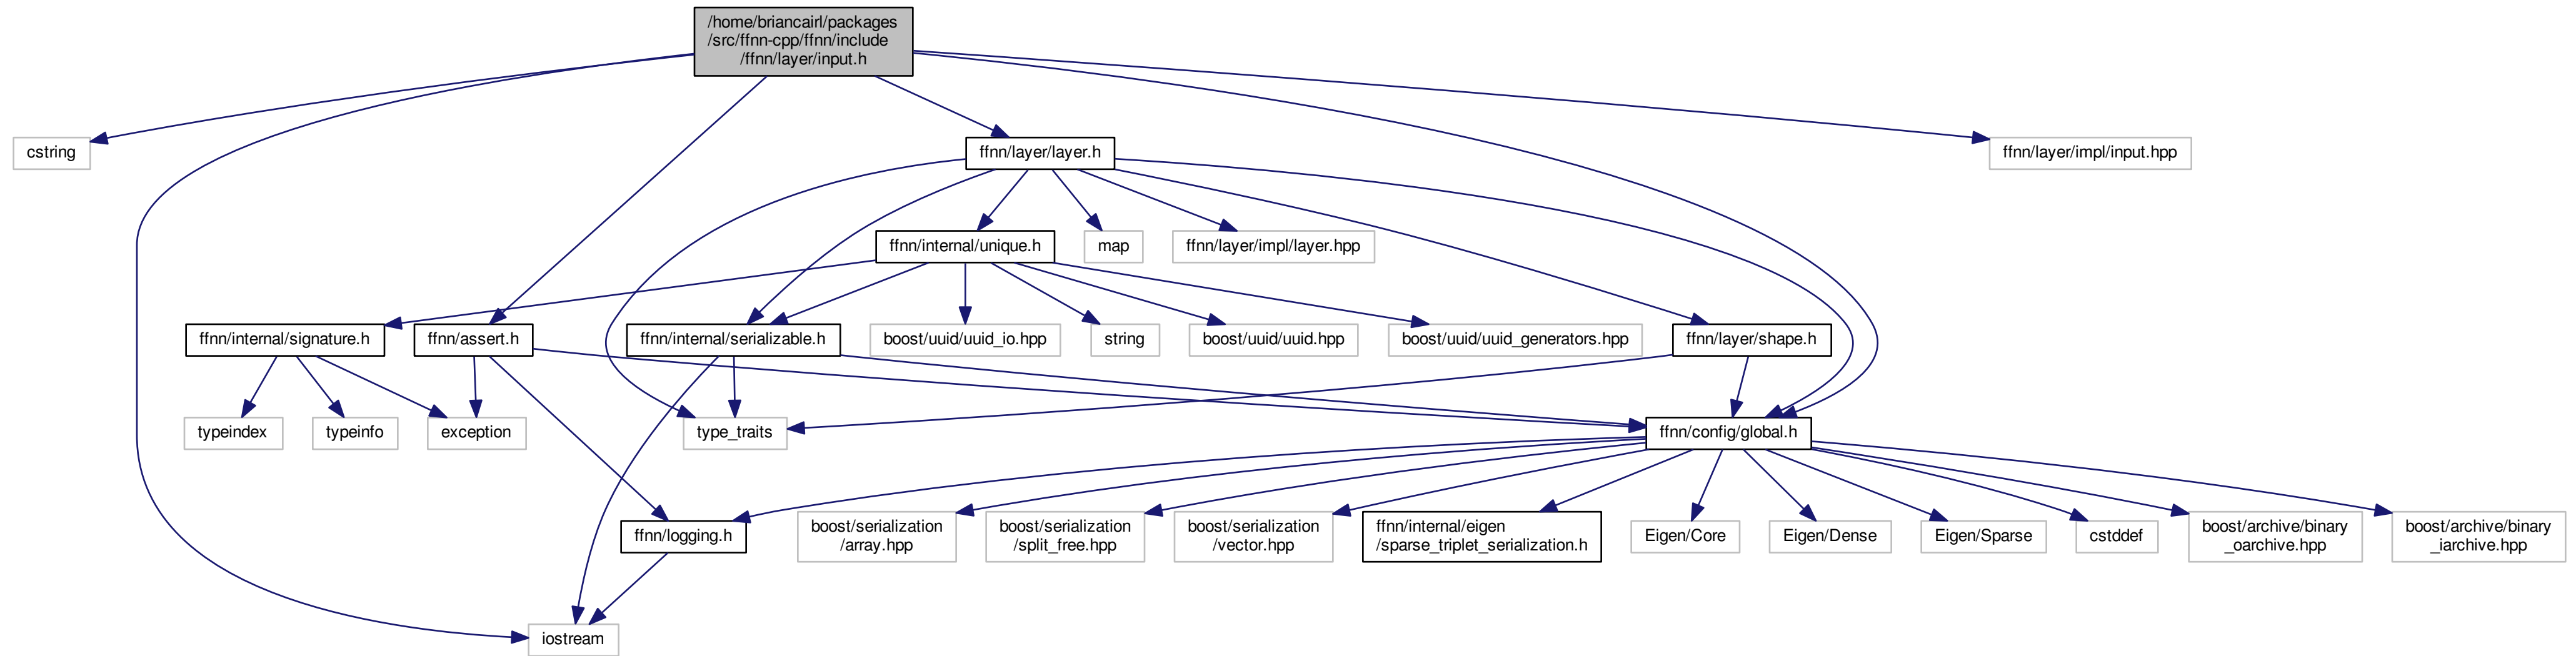 /home/briancairl/packages
/src/ffnn-cpp/ffnn/include
/ffnn/layer/input.h
cstring
ffnn/layer/layer.h
ffnn/layer/impl/input.hpp
ffnn/internal/unique.h
map
ffnn/layer/impl/layer.hpp
ffnn/internal/signature.h
ffnn/assert.h
ffnn/internal/serializable.h
boost/uuid/uuid_io.hpp
string
boost/uuid/uuid.hpp
boost/uuid/uuid_generators.hpp
ffnn/layer/shape.h
typeindex
typeinfo
exception
type_traits
ffnn/config/global.h
ffnn/logging.h
boost/serialization
/array.hpp
boost/serialization
/split_free.hpp
boost/serialization
/vector.hpp
ffnn/internal/eigen
/sparse_triplet_serialization.h
Eigen/Core
Eigen/Dense
Eigen/Sparse
cstddef
boost/archive/binary
_oarchive.hpp
boost/archive/binary
_iarchive.hpp
iostream